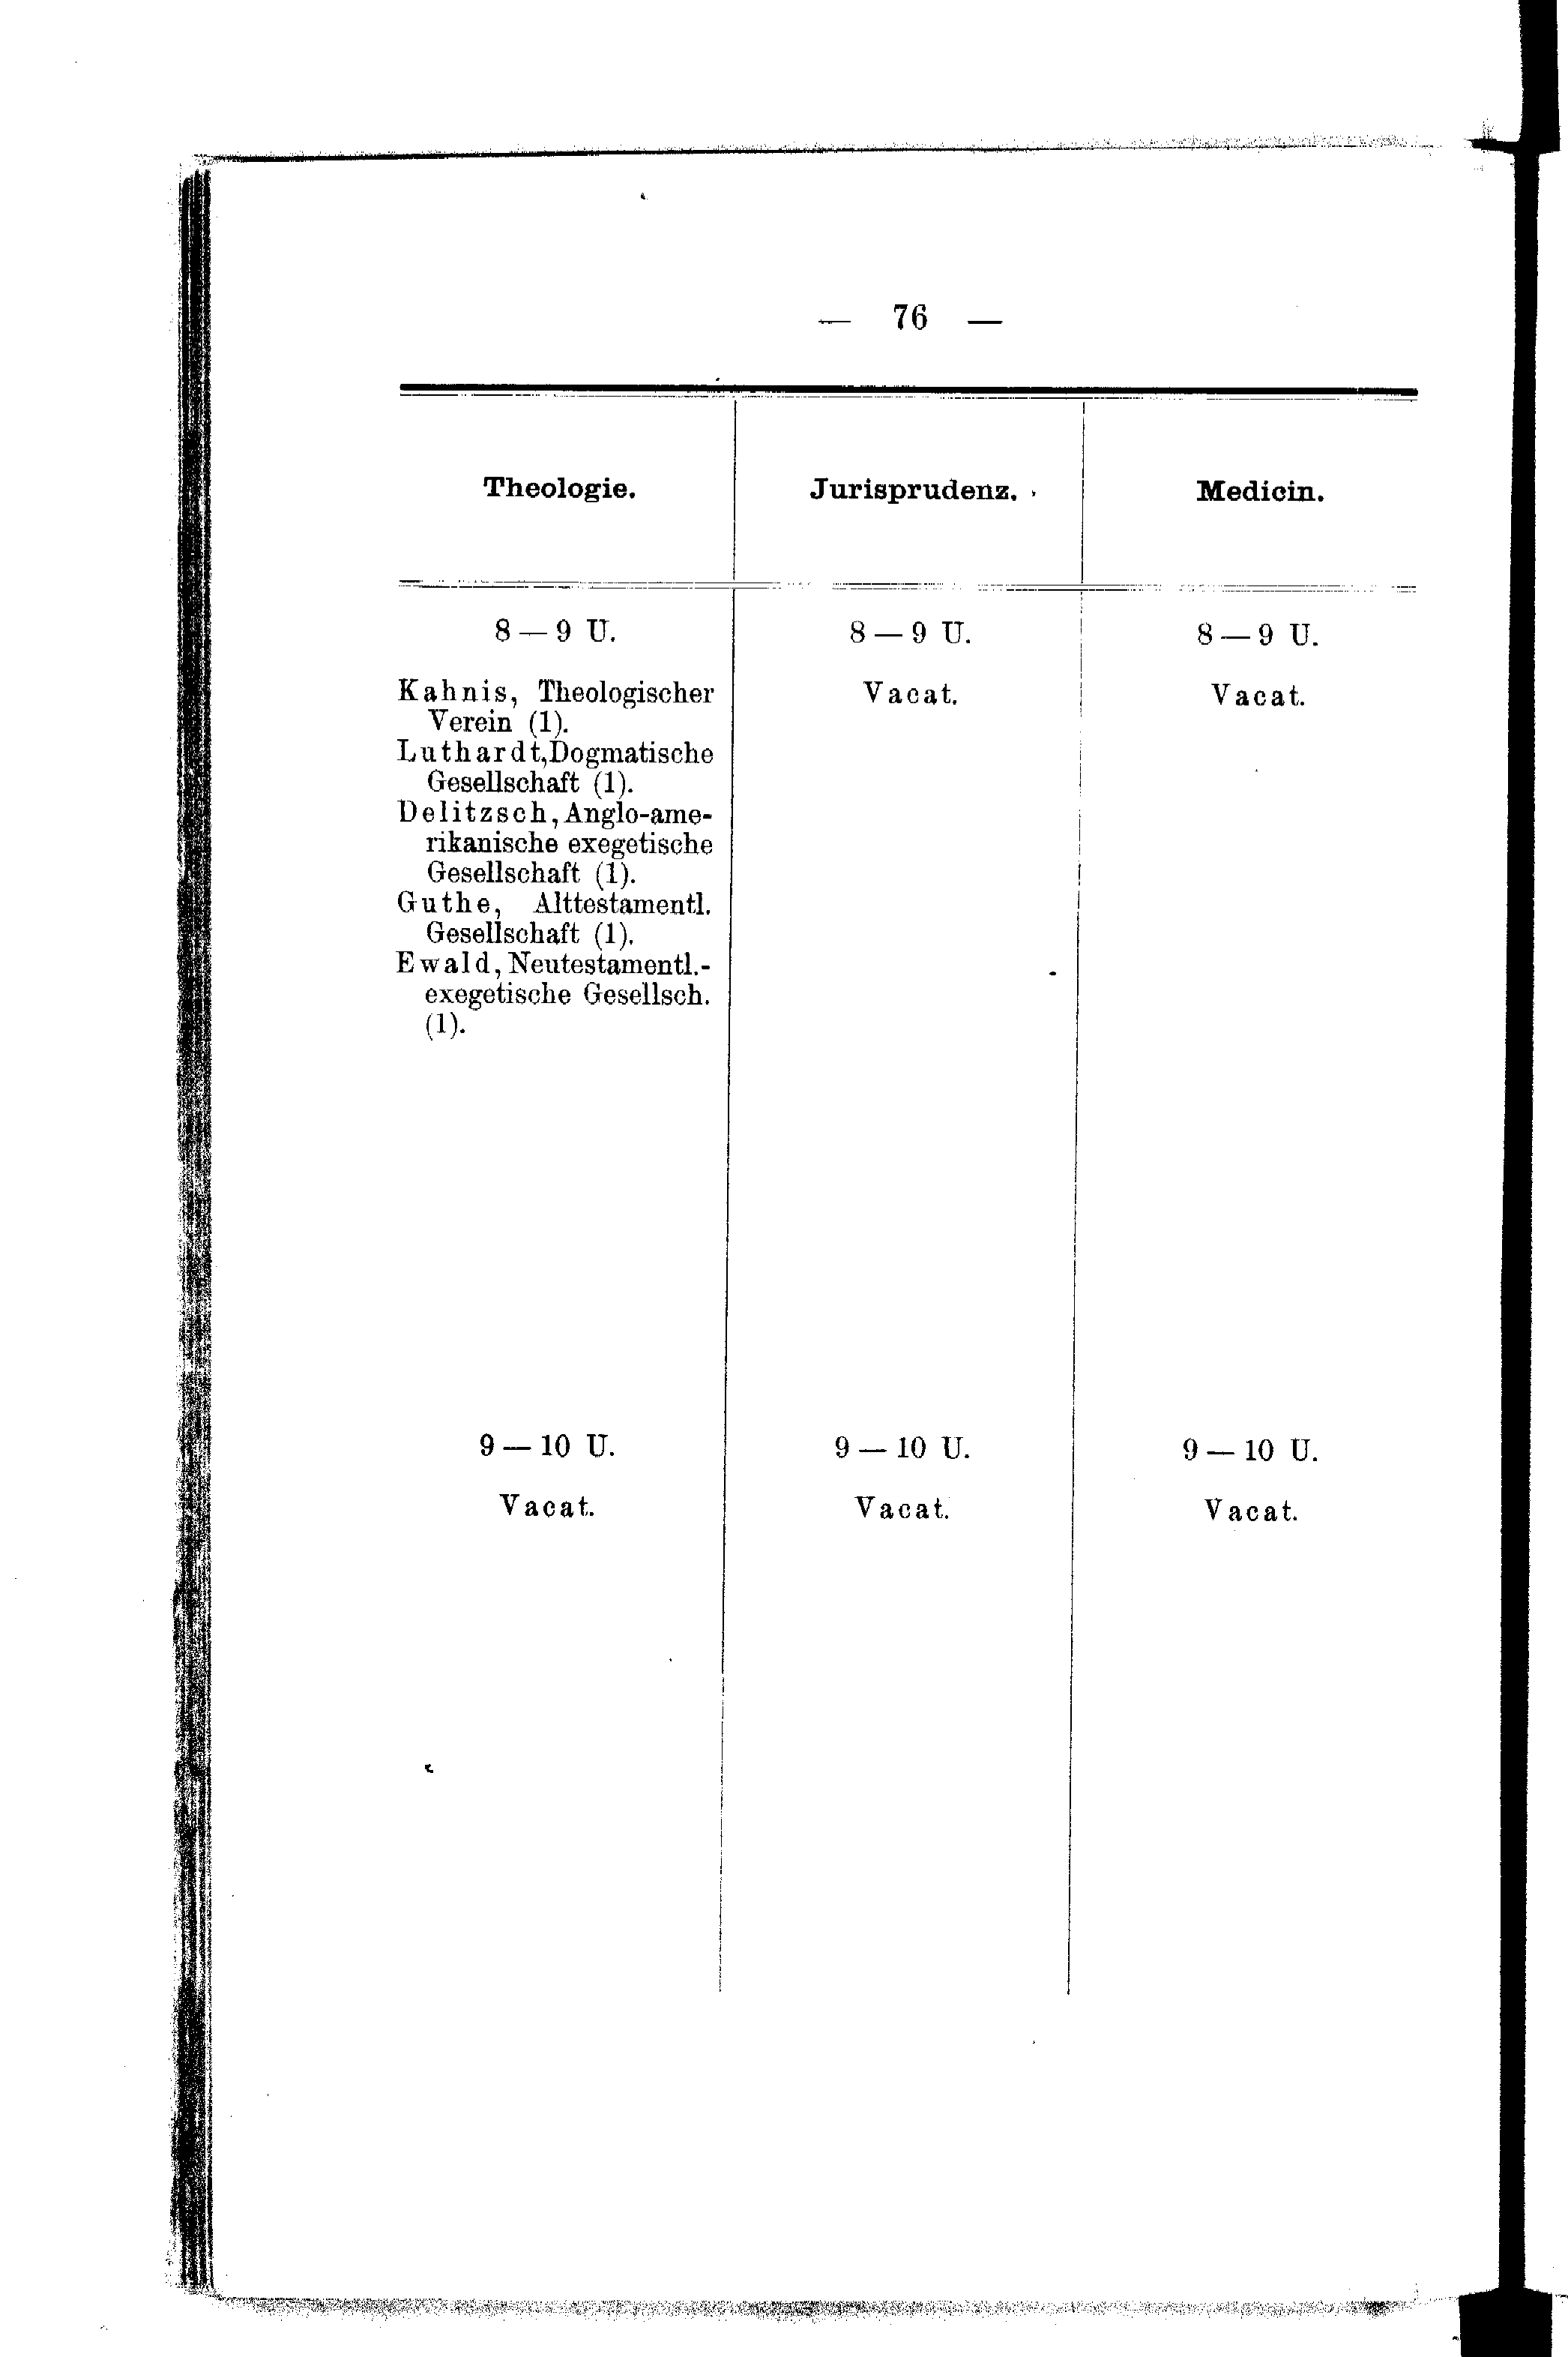 — 76 —
Theologie.
Jurisprudenz.
Medicin.
8 — 9 U.
Kahnis, Theologischer
Verein (1).
Luthardt, Dogmatische
Gesellschaft (1).
Delitzsch, Anglo-ame-
rikanische exegetische
Gesellschaft (1).
Guthe, Alttestamentl.
Gesellschaft (1).
Ewald, Neutestamentl.-
exegetische Gesellsch.
(1).
9 — 10 U.
Vacat.
8 — 9 U.
Vacat.
9 — 10 U.
Vacat.
8 — 9 U.
Vacat.
9 — 10 U.
Vacat.